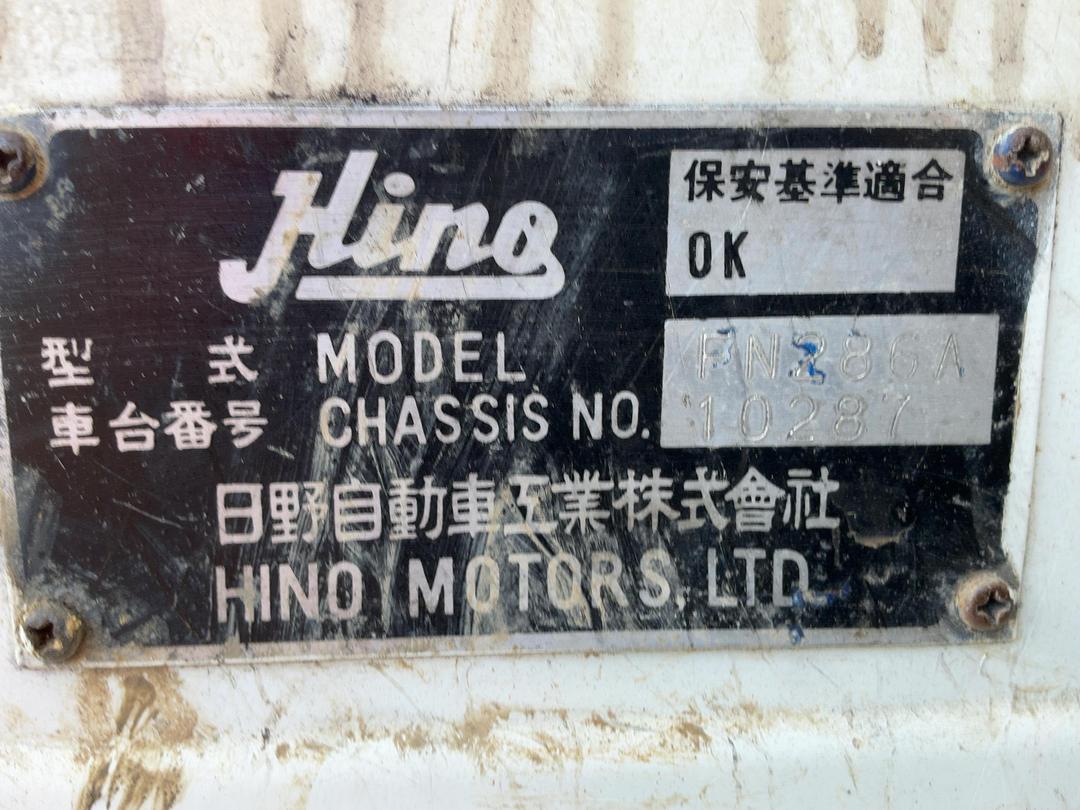 Hino
保安基準適合
OK
型式 MODEL
車台番号 CHASSIS NO. 10287
日野自動車工業株式會社
HINO MOTORS, LTD.